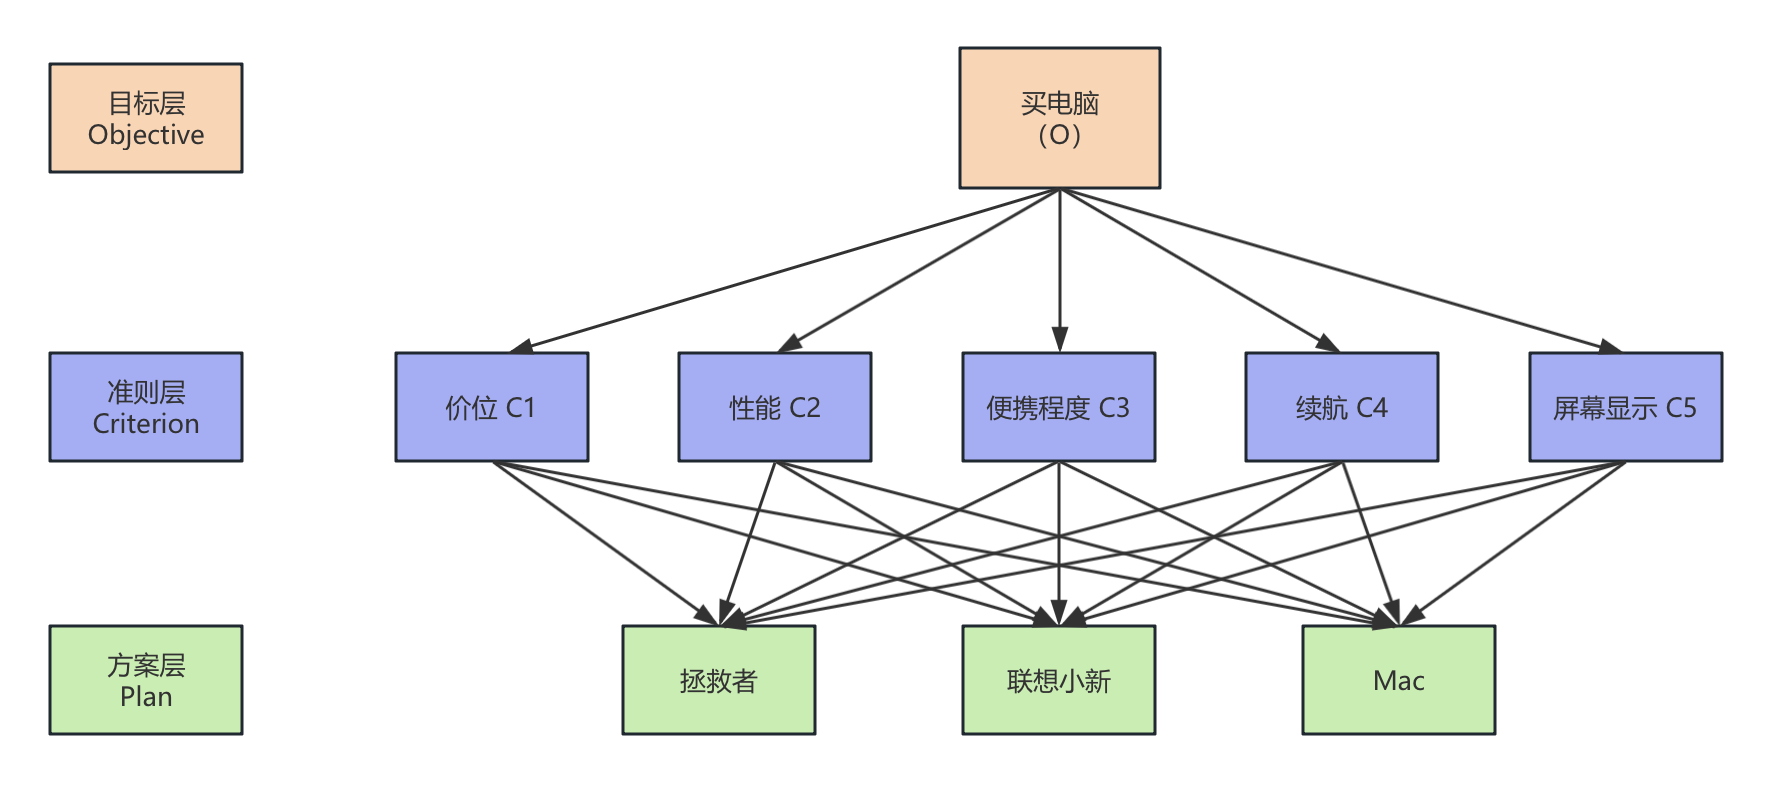 目标层
Objective
买电脑
（O）
准则层
Criterion
价位 C1
性能 C2
便携程度 C3
续航 C4
屏幕显示 C5
方案层
Plan
拯救者
联想小新
Mac